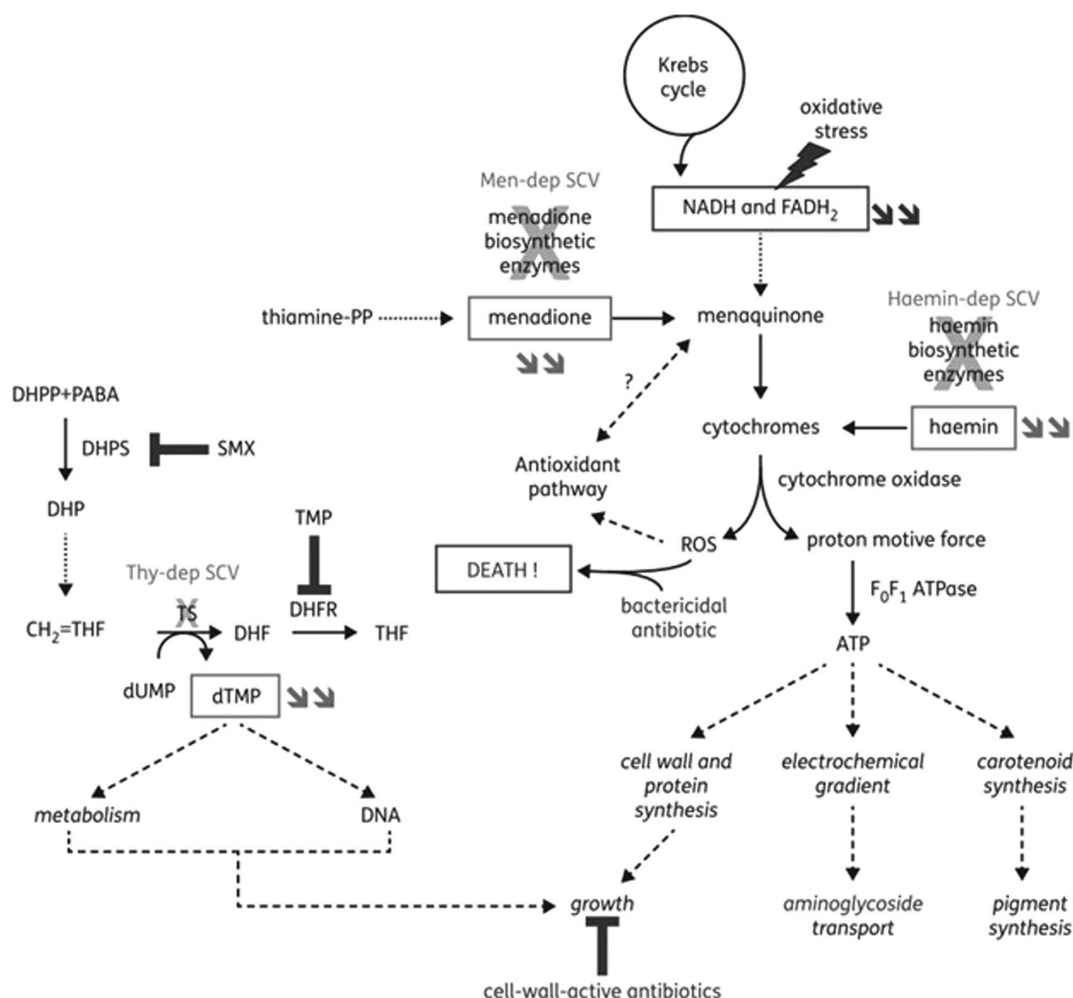 Krebs
cycle
oxidative
stress
Men-dep SCV
menadione
biosynthetic
enzymes
NADH and FADH₂
thiamine-PP
menadione
menaquinone
Haemin-dep SCV
haemin
biosynthetic
enzymes
?
DHPP+PABA
DHPS
SMX
DHP
cytochromes
haemin
Antioxidant
pathway
cytochrome oxidase
TMP
ROS
proton motive force
DEATH !
Thy-dep SCV
TS
DHFR
F₀F₁ ATPase
bactericidal
antibiotic
CH₂=THF
DHF
THF
ATP
dUMP
dTMP
cell wall and
protein
synthesis
electrochemical
gradient
carotenoid
synthesis
metabolism
DNA
growth
aminoglycoside
transport
pigment
synthesis
cell-wall-active antibiotics